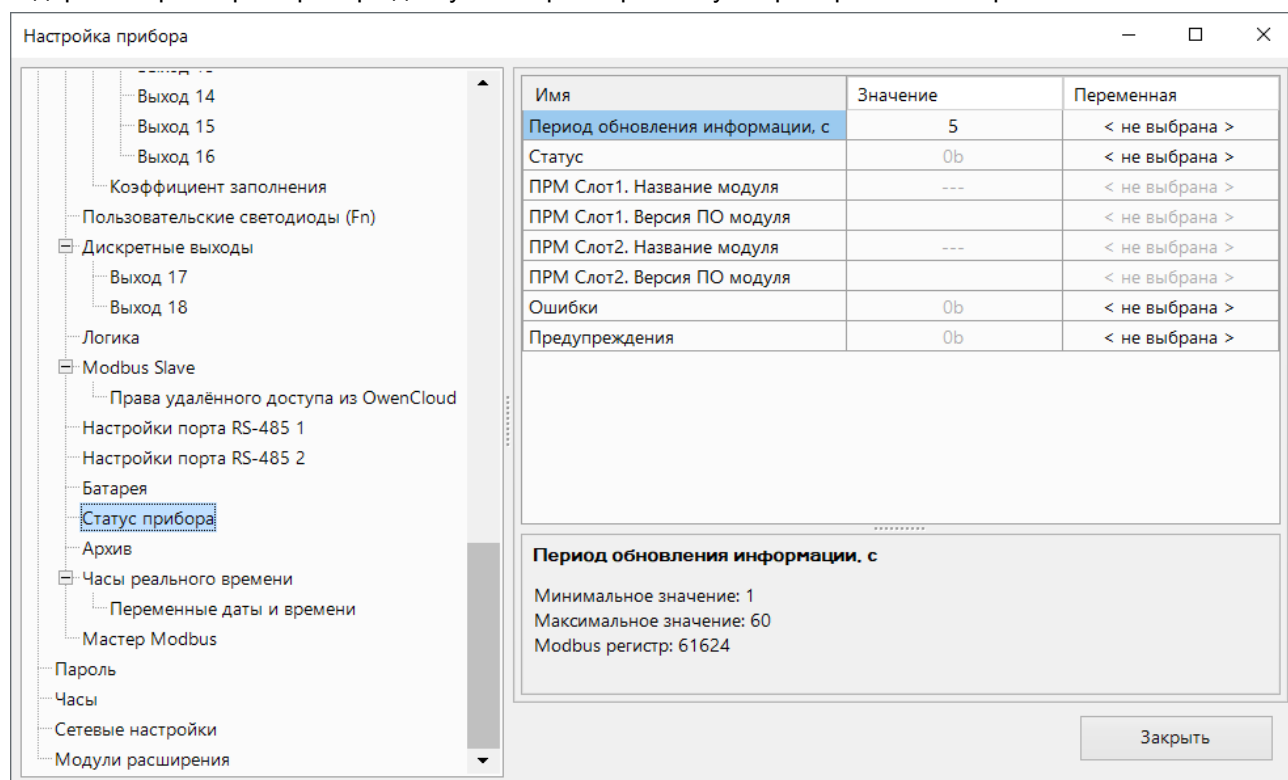 Настройка прибора
Выход 14
Выход 15
Выход 16
Коэффициент заполнения
Пользовательские светодиоды (Fn)
Дискретные выходы
Выход 17
Выход 18
Логика
Modbus Slave
Права удалённого доступа из OwenCloud
Настройки порта RS-485 1
Настройки порта RS-485 2
Батарея
Статус прибора
Архив
Часы реального времени
Переменные даты и времени
Мастер Modbus
Пароль
Часы
Сетевые настройки
Модули расширения
Имя Значение Переменная
Период обновления информации, с 5 < не выбрана >
Статус 0b < не выбрана >
ПРМ Слот1. Название модуля --- < не выбрана >
ПРМ Слот1. Версия ПО модуля < не выбрана >
ПРМ Слот2. Название модуля --- < не выбрана >
ПРМ Слот2. Версия ПО модуля < не выбрана >
Ошибки 0b < не выбрана >
Предупреждения 0b < не выбрана >
Период обновления информации, с
Минимальное значение: 1
Максимальное значение: 60
Modbus регистр: 61624
Закрыть